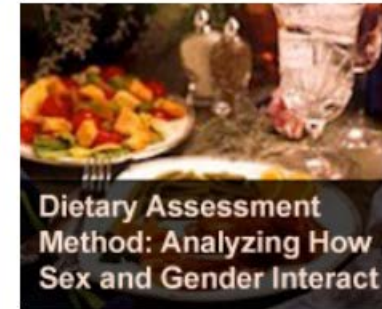 Dietary Assessment
Method: Analyzing How
Sex and Gender Interact